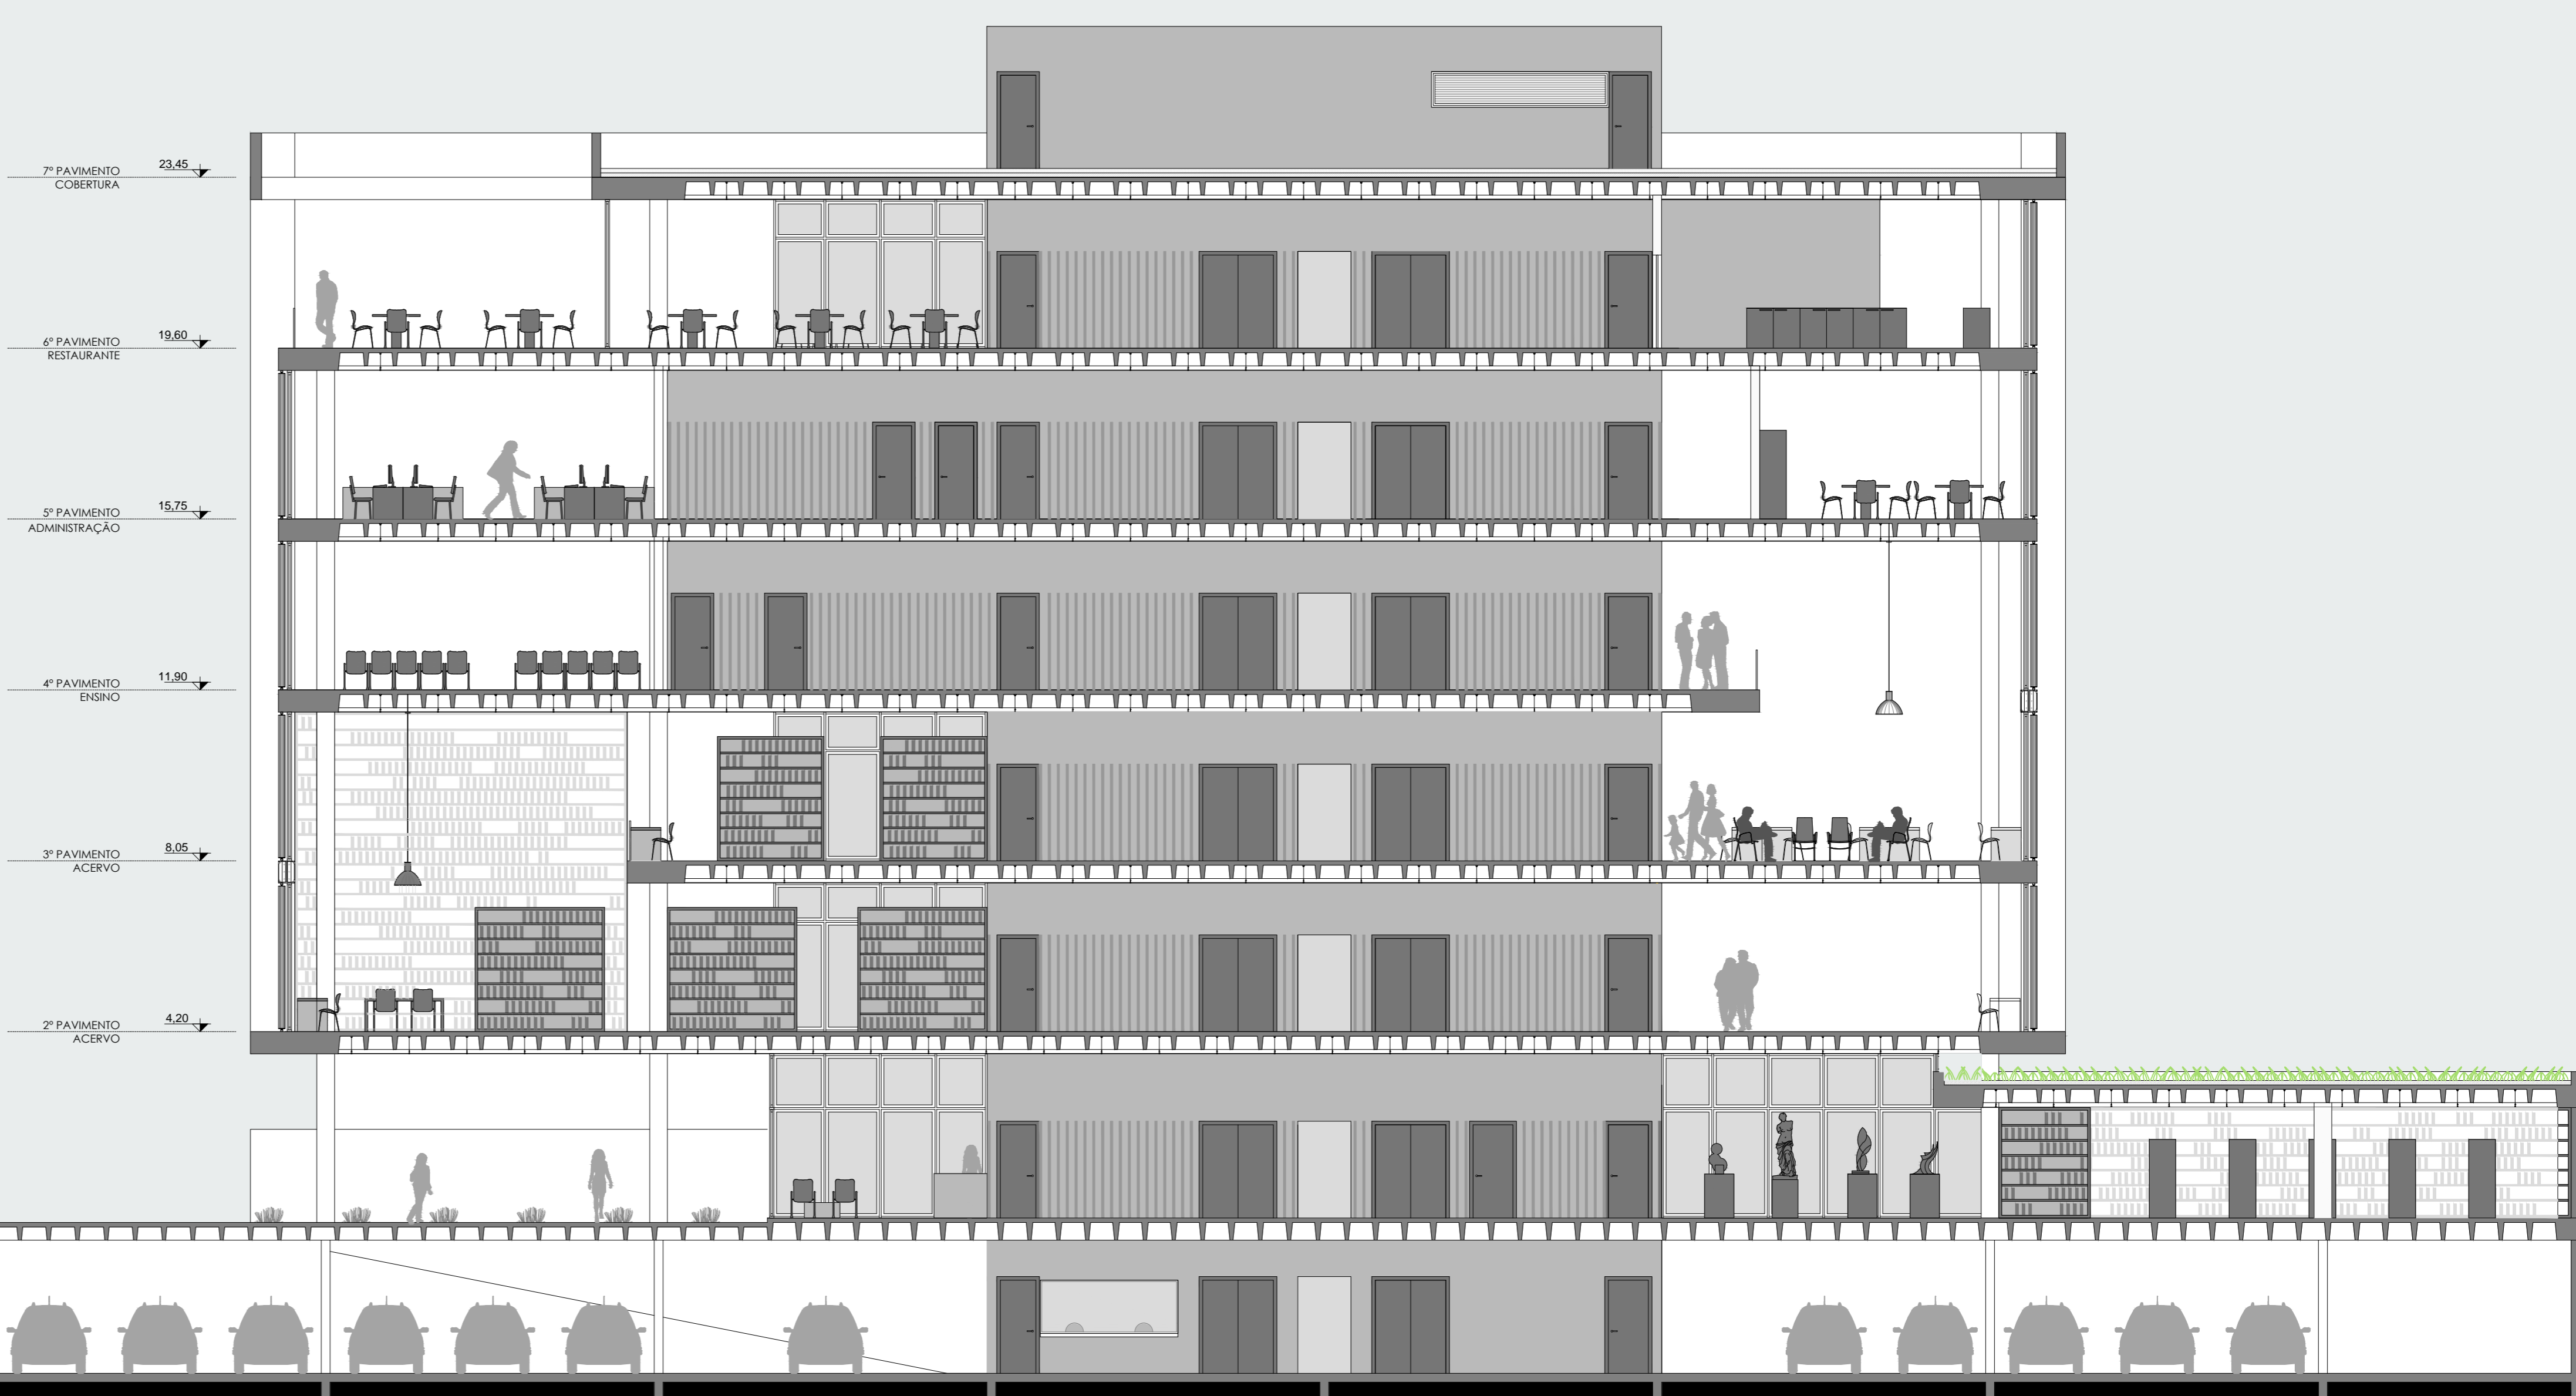 7º PAVIMENTO
COBERTURA
23,45
6º PAVIMENTO
RESTAURANTE
19,60
5º PAVIMENTO
ADMINISTRAÇÃO
15,75
4º PAVIMENTO
ENSINO
11,90
3º PAVIMENTO
ACERVO
8,05
2º PAVIMENTO
ACERVO
4,20